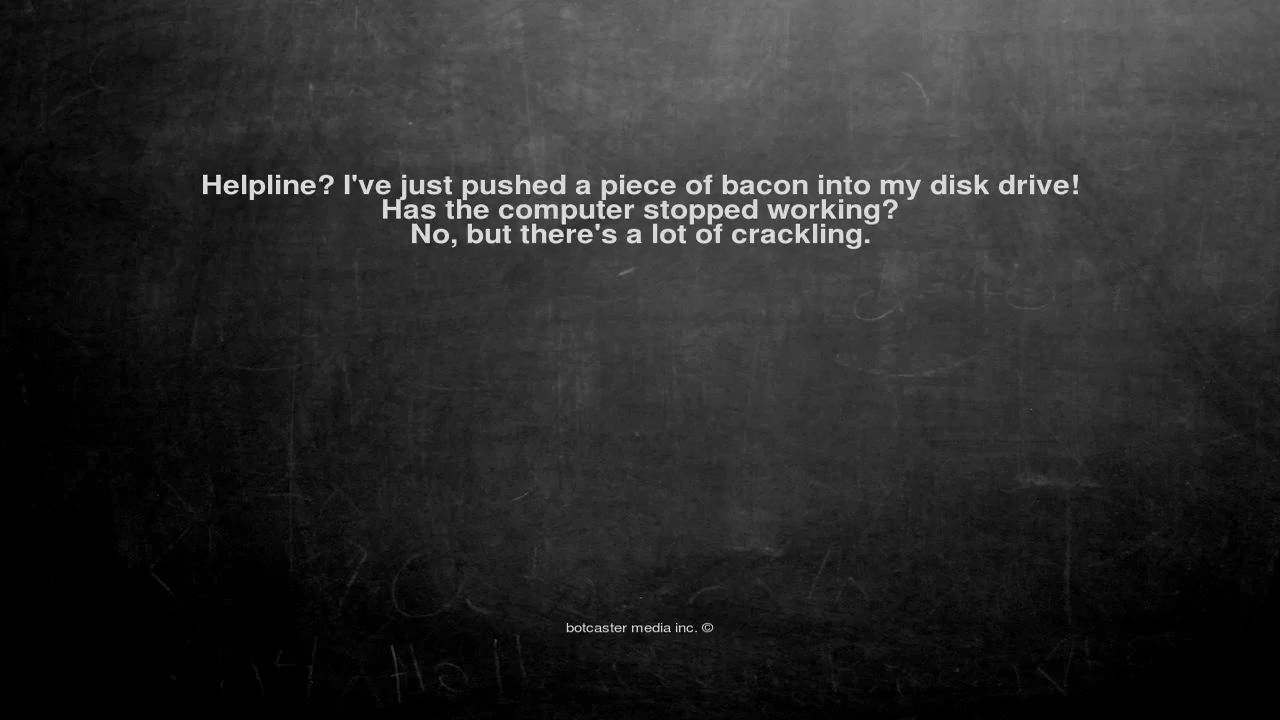 Helpline? I've just pushed a piece of bacon into my disk drive!
Has the computer stopped working?
No, but there's a lot of crackling.
botcaster media inc. ©